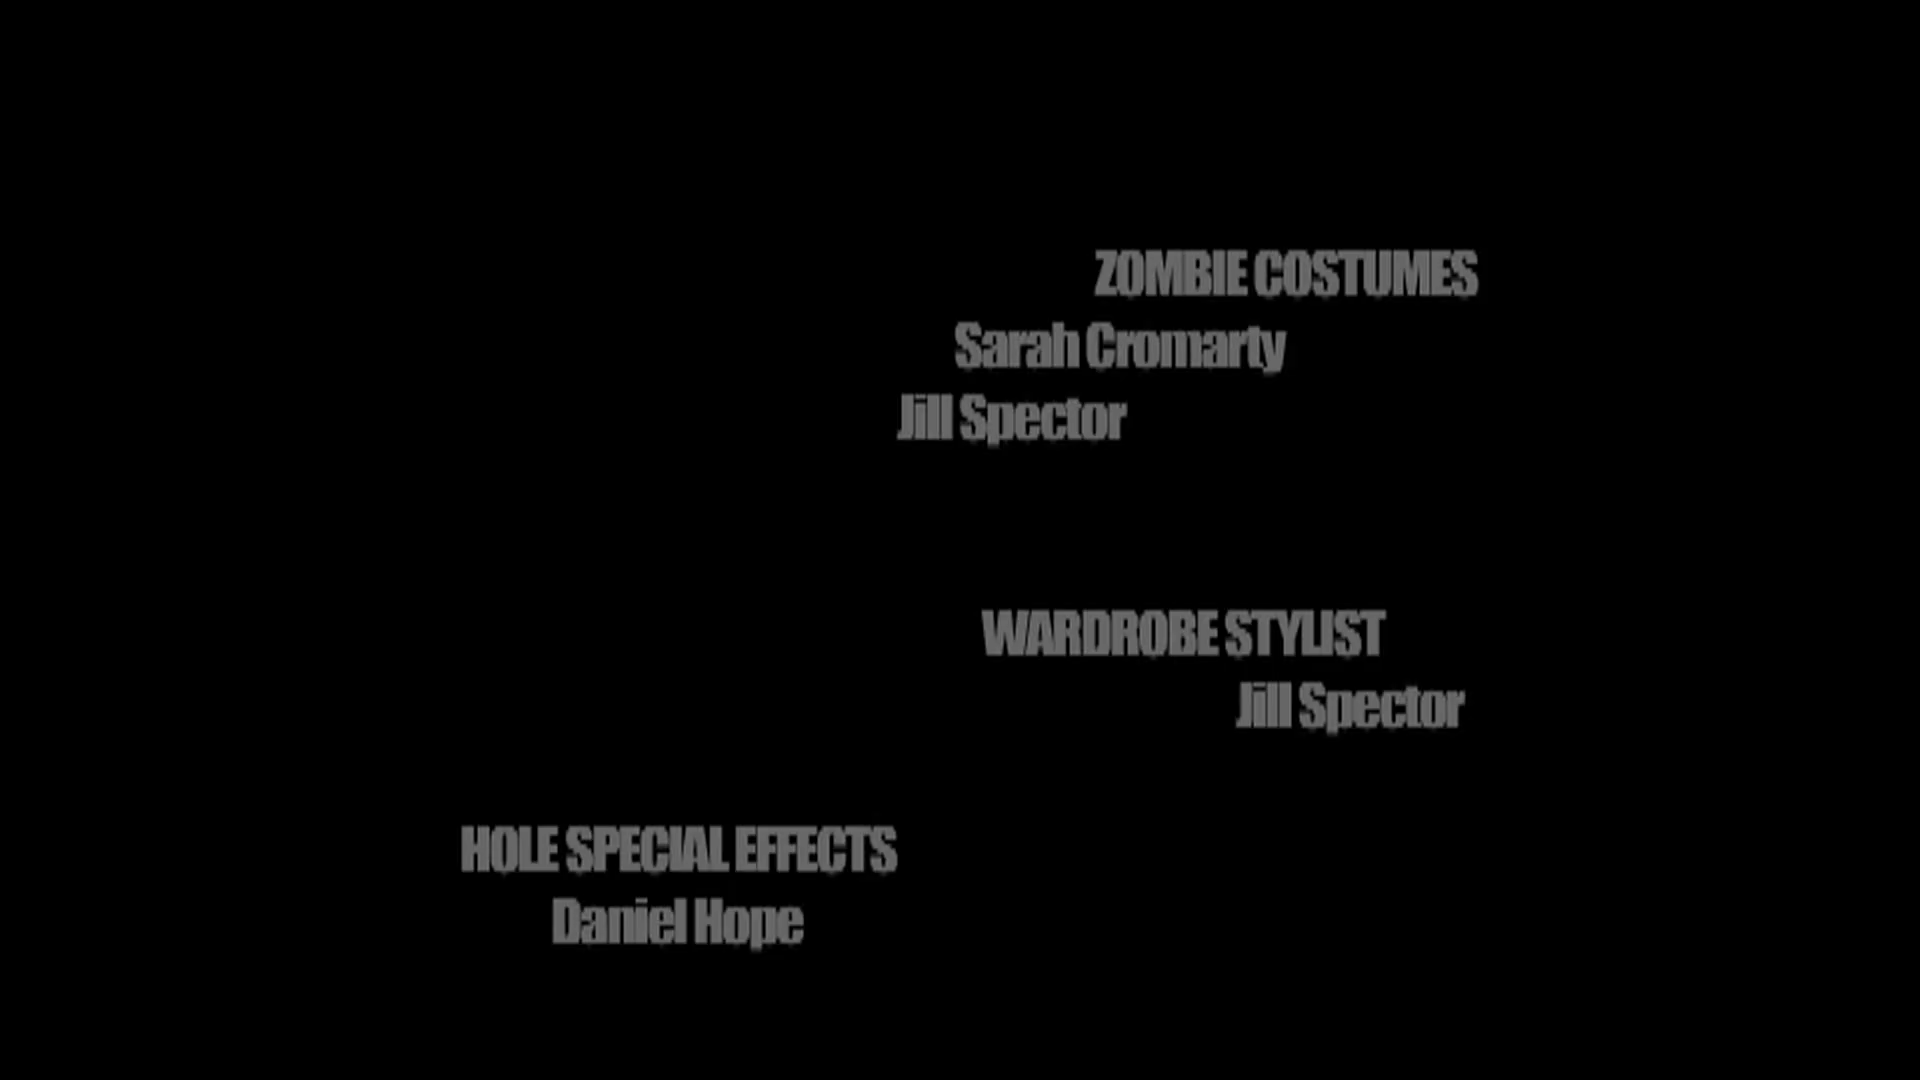 ZOMBIE COSTUMES
Sarah Cromarty
Jill Spector
WARDROBE STYLIST
Jill Spector
HOLE SPECIAL EFFECTS
Daniel Hope